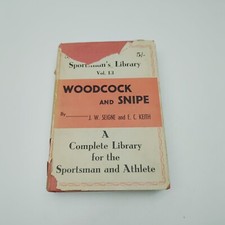 5/-
Sportsman's Library
Vol. 13
WOODCOCK
AND SNIPE
By J. W. SEIGNE and E. C. KEITH
A
Complete Library
for the
Sportsman and Athlete